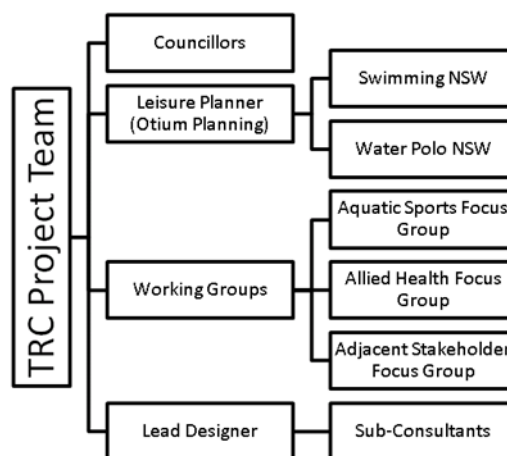 TRC Project Team
Councillors
Leisure Planner
(Otium Planning)
Swimming NSW
Water Polo NSW
Working Groups
Aquatic Sports Focus
Group
Allied Health Focus
Group
Adjacent Stakeholder
Focus Group
Lead Designer
Sub-Consultants